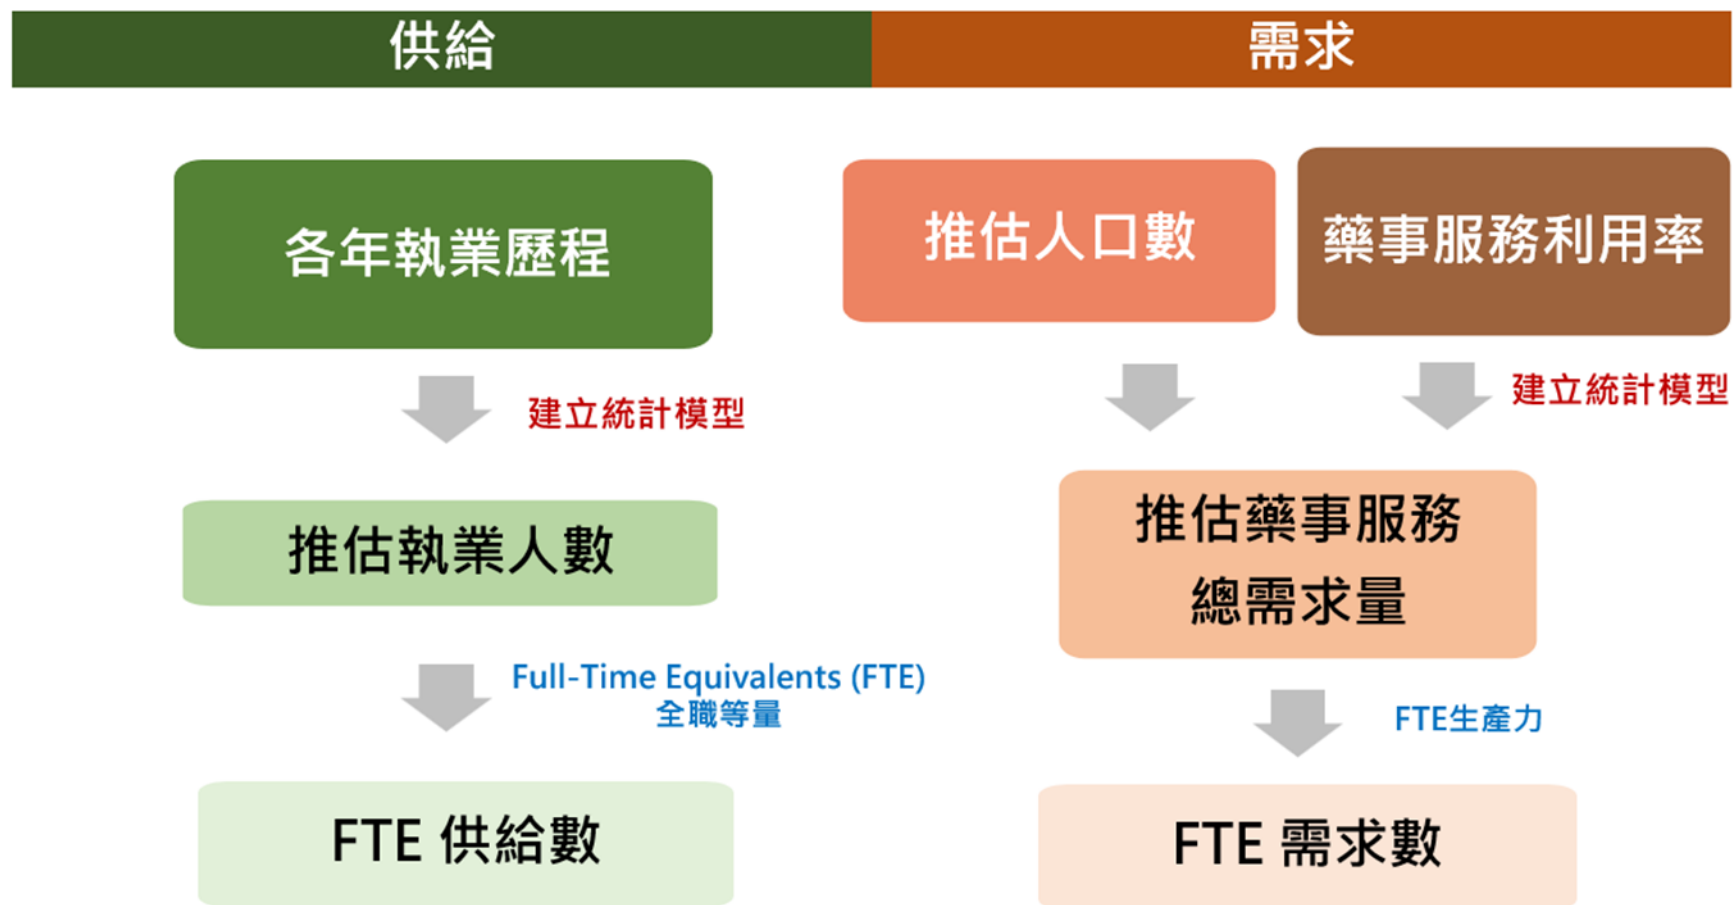 供給
需求
各年執業歷程
推估人口數
藥事服務利用率
建立統計模型
建立統計模型
推估執業人數
推估藥事服務
總需求量
Full-Time Equivalents (FTE)
全職等量
FTE生產力
FTE 供給數
FTE 需求數